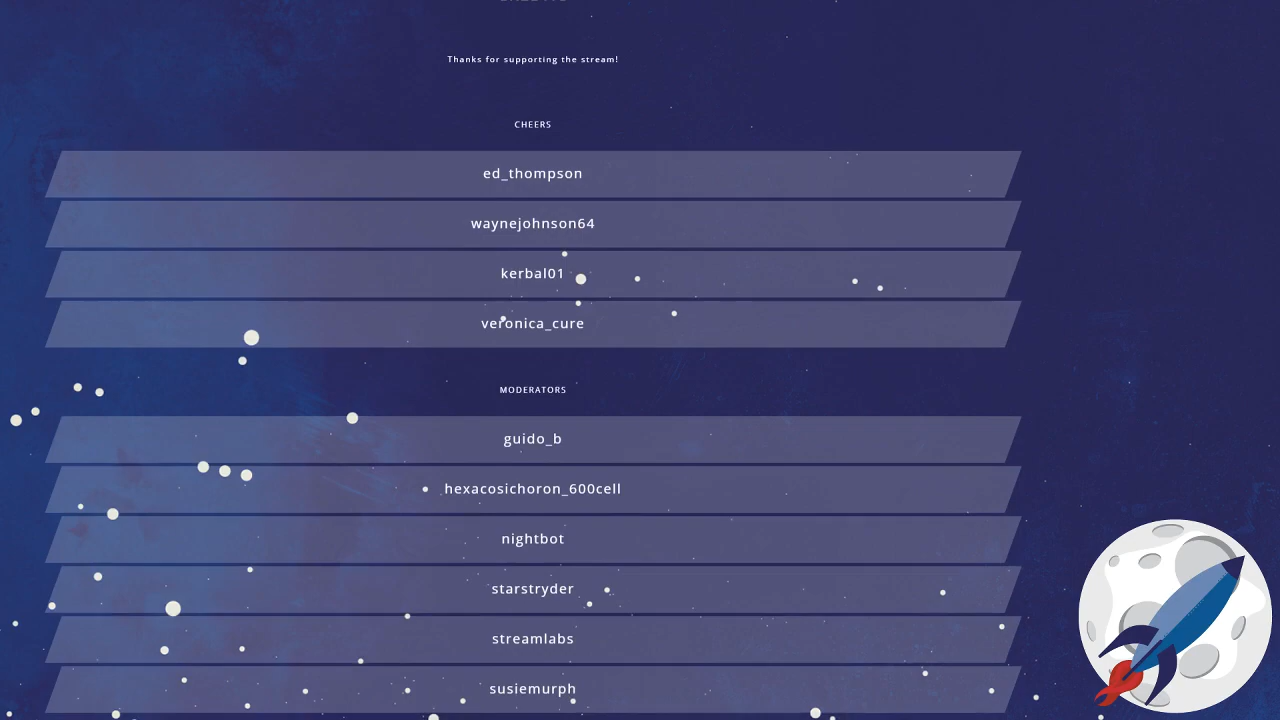 Thanks for supporting the stream!
CHEERS
ed_thompson
waynejohnson64
kerbal01
veronica_cure
MODERATORS
guido_b
hexacosichoron_600cell
nightbot
starstryder
streamlabs
susiemurph